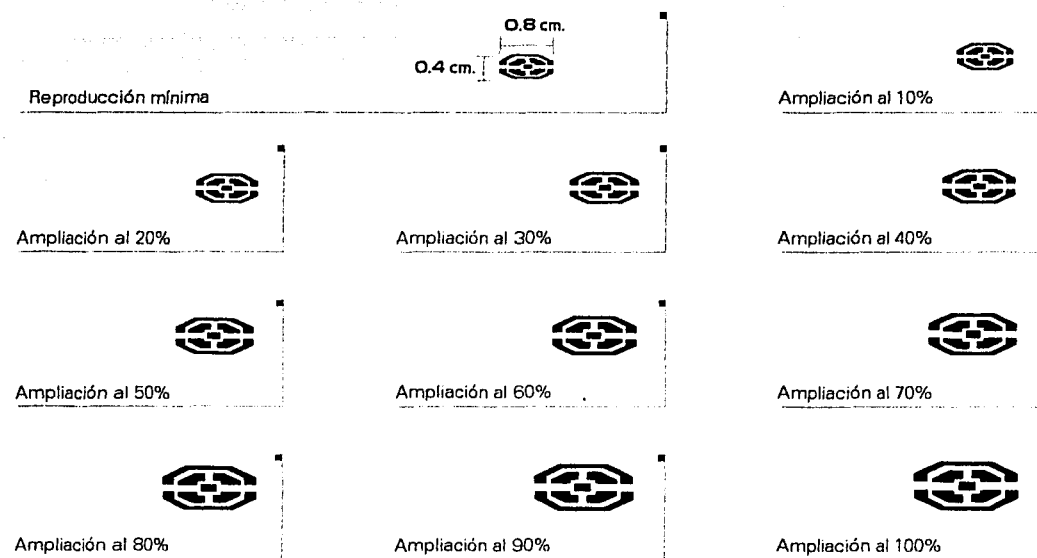 0.8 cm.
0.4 cm.
Reproducción mínima
Ampliación al 10%
Ampliación al 20%
Ampliación al 30%
Ampliación al 40%
Ampliación al 50%
Ampliación al 60%
Ampliación al 70%
Ampliación al 80%
Ampliación al 90%
Ampliación al 100%